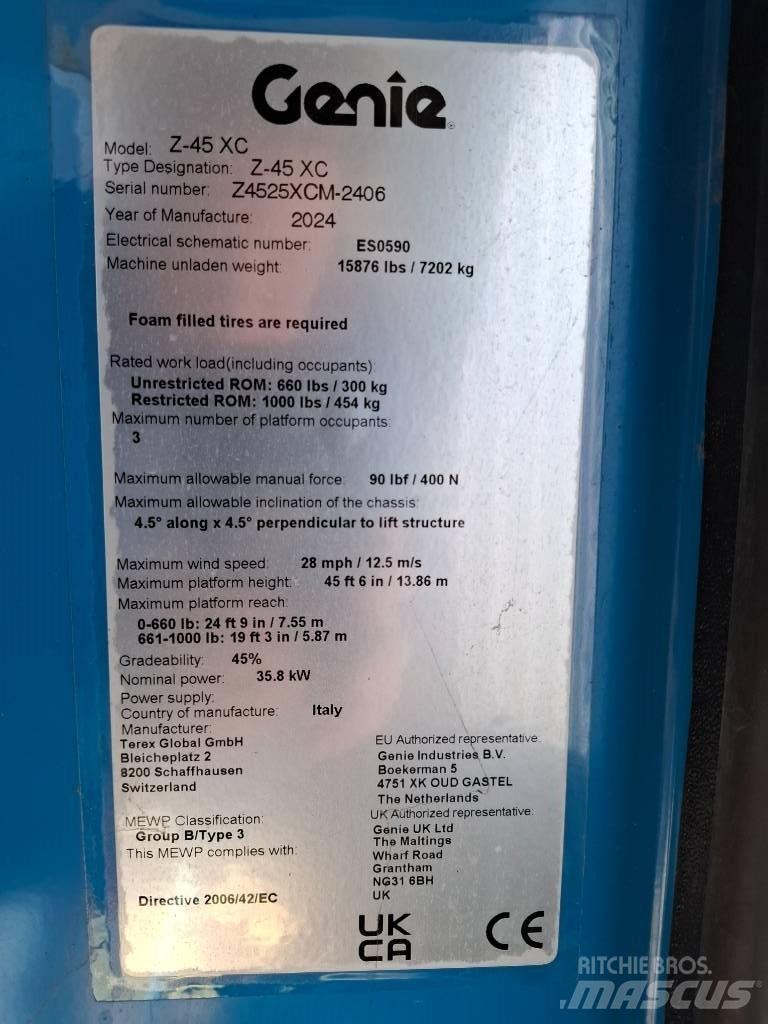 Genie
Model: Z-45 XC
Type Designation: Z-45 XC
Serial number: Z4525XCM-2406
Year of Manufacture: 2024
Electrical schematic number: ES0590
Machine unladen weight: 15876 lbs / 7202 kg
Foam filled tires are required
Rated work load(including occupants):
Unrestricted ROM: 660 lbs / 300 kg
Restricted ROM: 1000 lbs / 454 kg
Maximum number of platform occupants:
3
Maximum allowable manual force: 90 lbf / 400 N
Maximum allowable inclination of the chassis:
4.5° along x 4.5° perpendicular to lift structure
Maximum wind speed: 28 mph / 12.5 m/s
Maximum platform height: 45 ft 6 in / 13.86 m
Maximum platform reach:
0-660 lb: 24 ft 9 in / 7.55 m
661-1000 lb: 19 ft 3 in / 5.87 m
Gradeability: 45%
Nominal power: 35.8 kW
Power supply:
Country of manufacture: Italy
Manufacturer:
Terex Global GmbH
Bleicheplatz 2
8200 Schaffhausen
Switzerland
EU Authorized representative:
Genie Industries B.V.
Boekerman 5
4751 XK OUD GASTEL
The Netherlands
MEWP Classification:
Group B/Type 3
This MEWP complies with:
Directive 2006/42/EC
UK Authorized representative:
Genie UK Ltd
The Maltings
Wharf Road
Grantham
NG31 6BH
UK
UK
CA
CE
RITCHIE BROS.
MASCUS